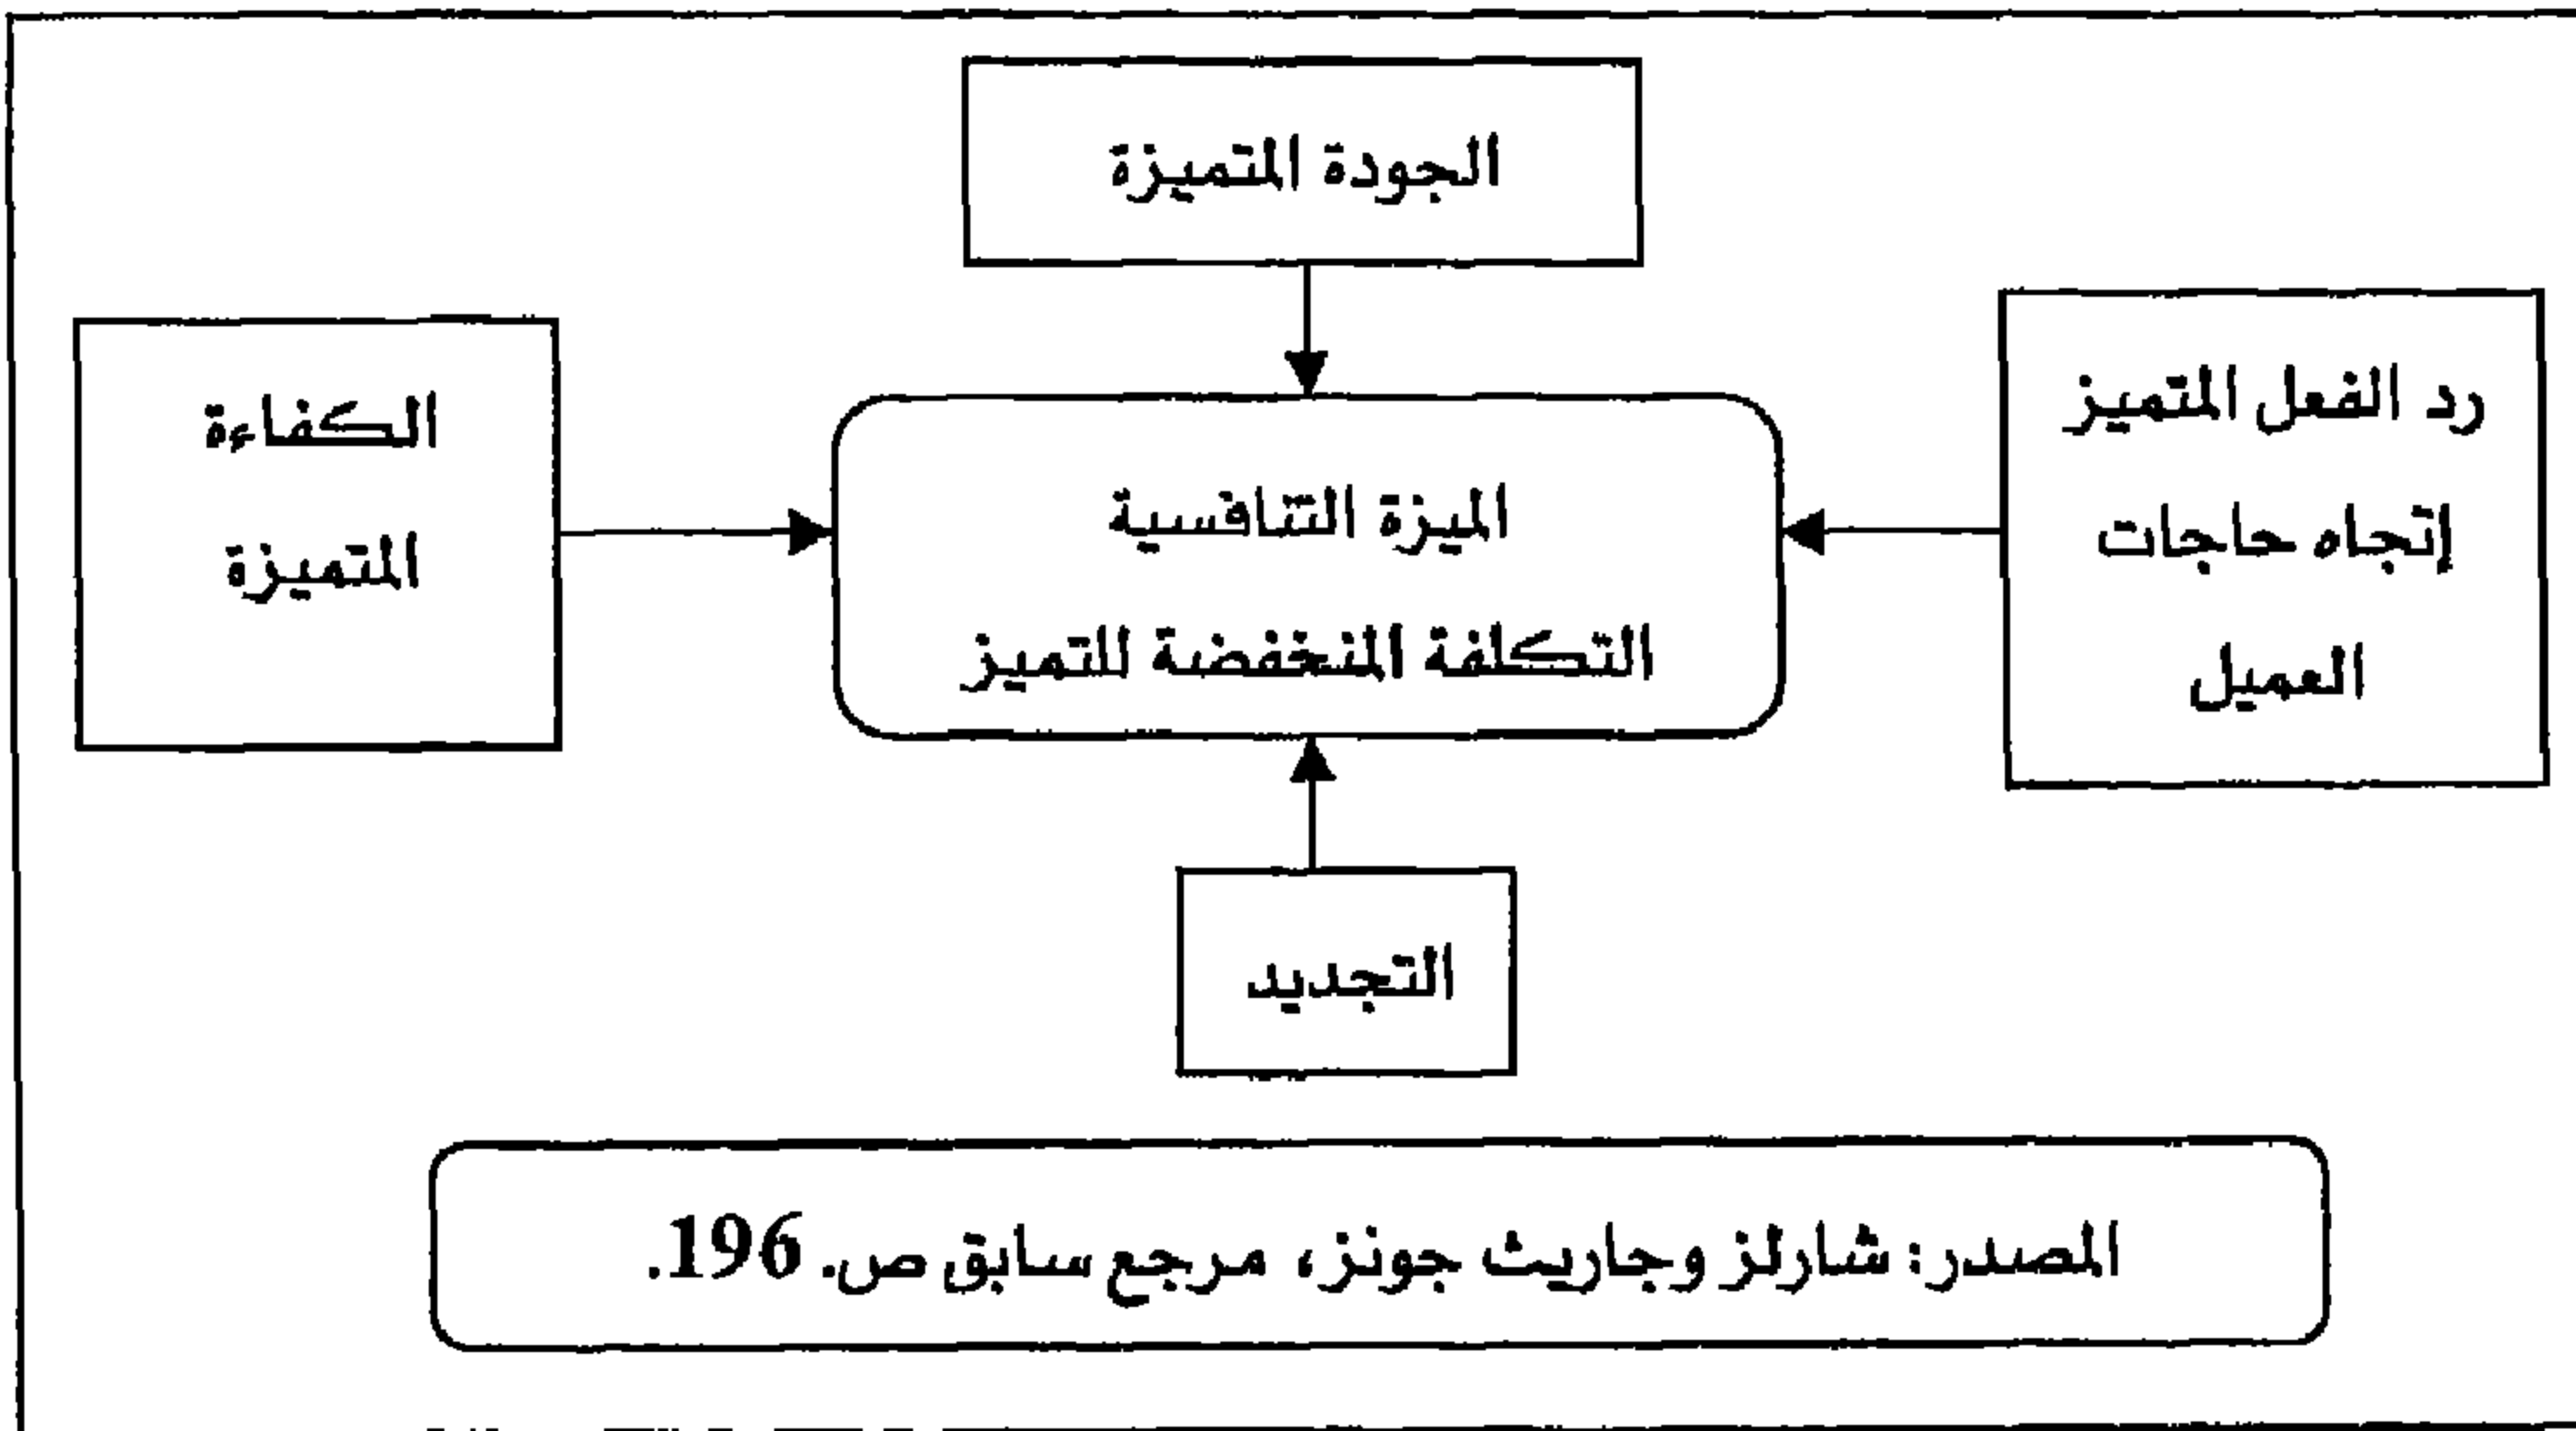 الجودة المتميزة
رد الفعل المتميز
إتجاه حاجات
العميل
الميزة التنافسية
التكلفة المنخفضة للتميز
الكفاءة
المتميزة
التجديد
المصدر: شارلز وجاريث جونز، مرجع سابق ص. 196.